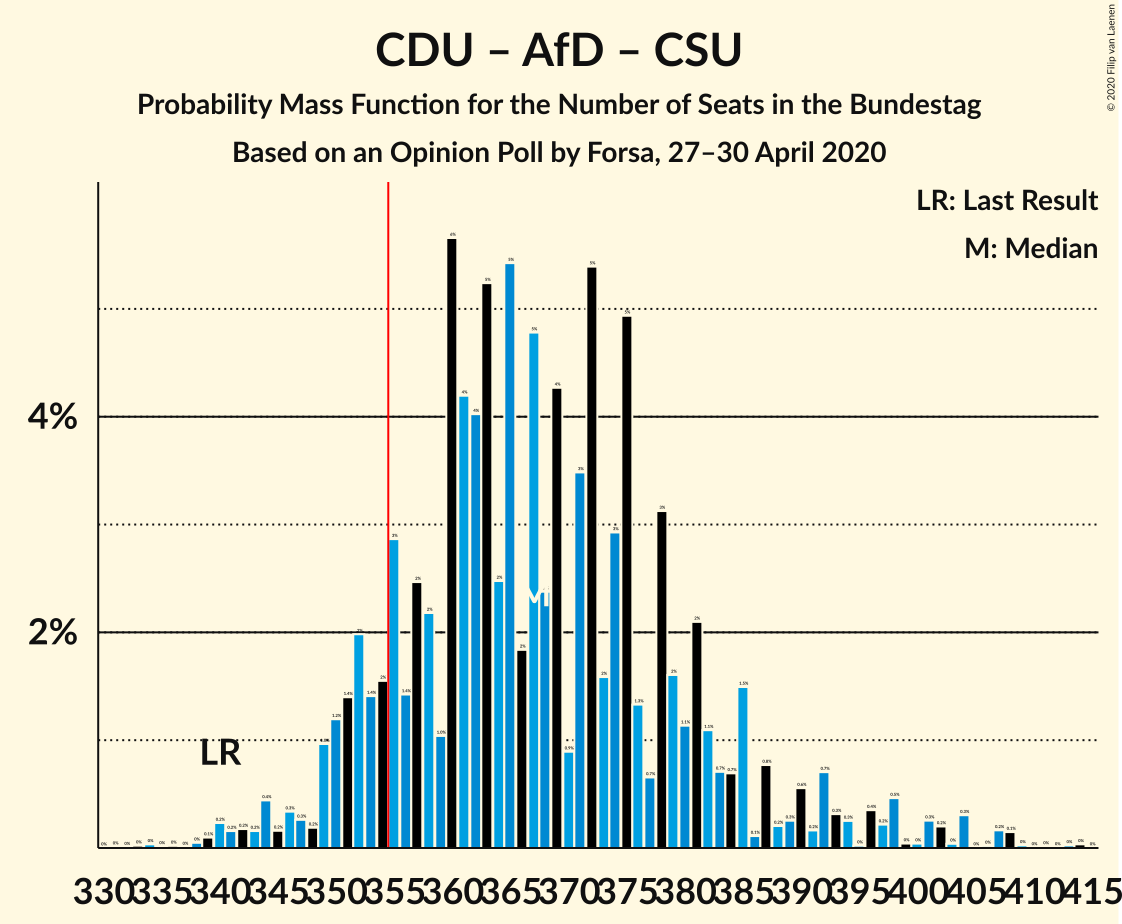 CDU – AfD – CSU
Probability Mass Function for the Number of Seats in the Bundestag
Based on an Opinion Poll by Forsa, 27–30 April 2020
© 2020 Filip van Laenen
LR: Last Result
M: Median
4%
2%
LR
M
330 335 340 345 350 355 360 365 370 375 380 385 390 395 400 405 410 415